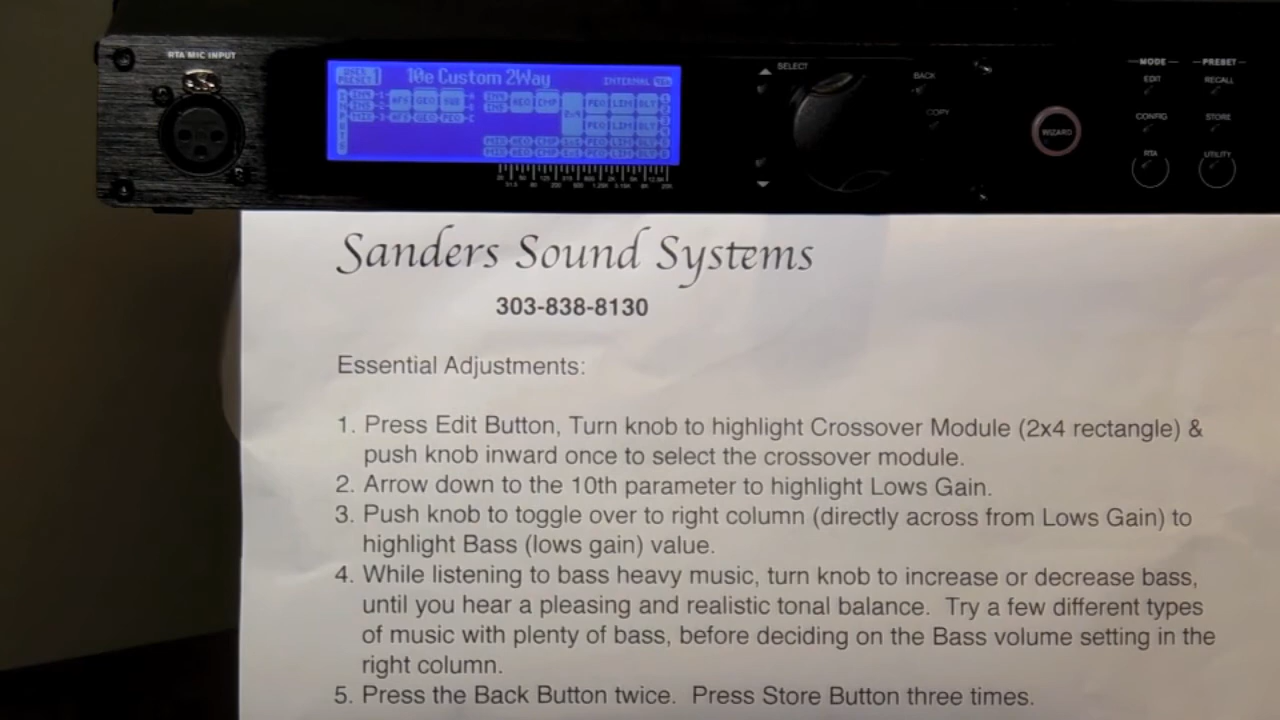 RTA MIC INPUT
USER PRESET 1
10e Custom 2Way
INTERNAL
SELECT
BACK
COPY
WIZARD
MODE
PRESET
EDIT
RECALL
CONFIG
STORE
RTA
UTILITY
Sanders Sound Systems
303-838-8130
Essential Adjustments:
1. Press Edit Button, Turn knob to highlight Crossover Module (2x4 rectangle) &
push knob inward once to select the crossover module.
2. Arrow down to the 10th parameter to highlight Lows Gain.
3. Push knob to toggle over to right column (directly across from Lows Gain) to
highlight Bass (lows gain) value.
4. While listening to bass heavy music, turn knob to increase or decrease bass,
until you hear a pleasing and realistic tonal balance.  Try a few different types
of music with plenty of bass, before deciding on the Bass volume setting in the
right column.
5. Press the Back Button twice.  Press Store Button three times.